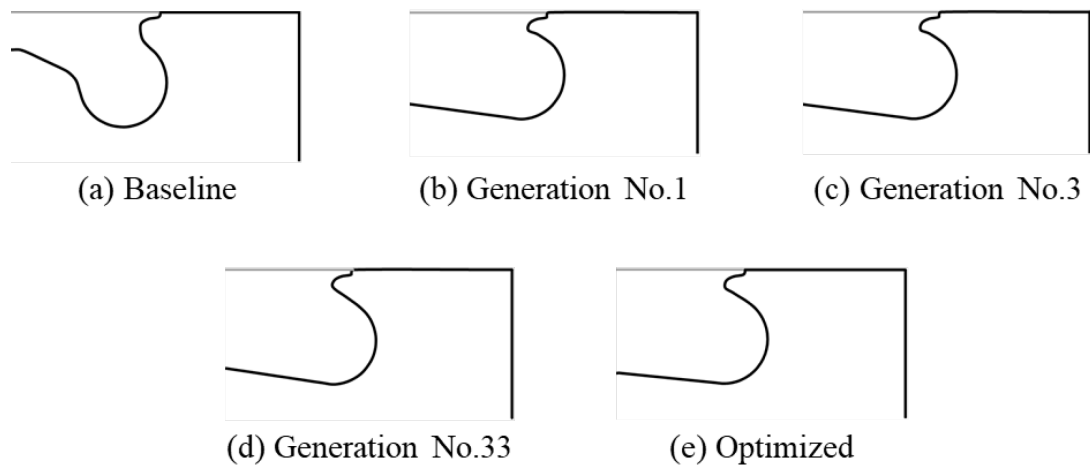 (a) Baseline
(b) Generation No.1
(c) Generation No.3
(d) Generation No.33
(e) Optimized